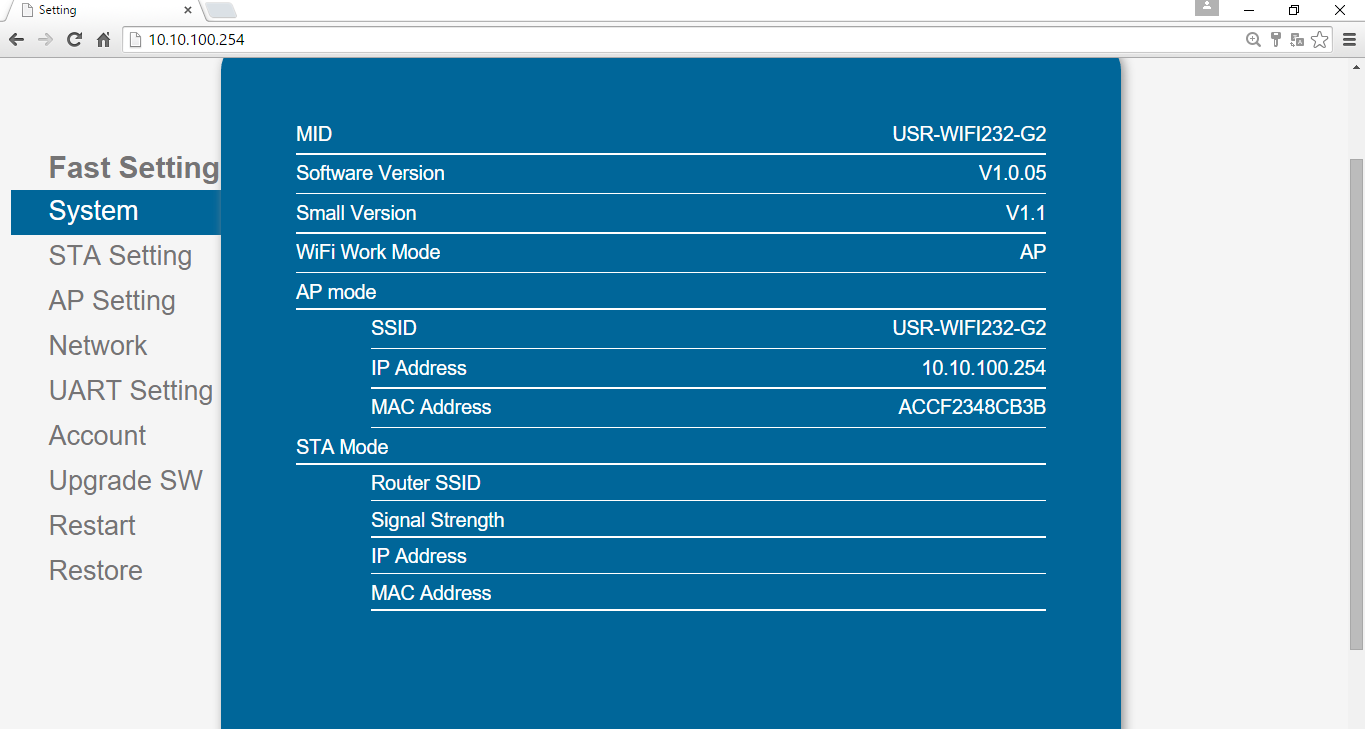 Setting
10.10.100.254
Fast Setting
System
STA Setting
AP Setting
Network
UART Setting
Account
Upgrade SW
Restart
Restore
MID USR-WIFI232-G2
Software Version V1.0.05
Small Version V1.1
WiFi Work Mode AP
AP mode
SSID USR-WIFI232-G2
IP Address 10.10.100.254
MAC Address ACCF2348CB3B
STA Mode
Router SSID
Signal Strength
IP Address
MAC Address